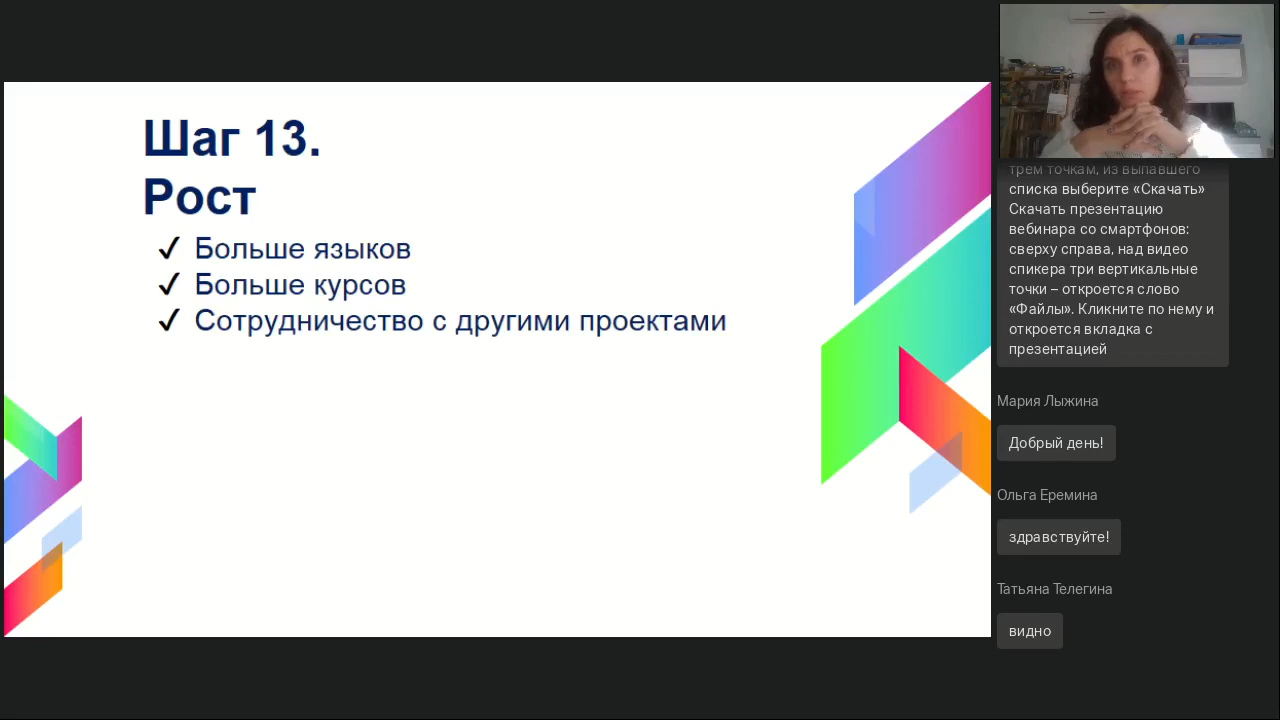 Шаг 13.
Рост
✓ Больше языков
✓ Больше курсов
✓ Сотрудничество с другими проектами
трем точкам, из выпавшего
списка выберите «Скачать»
Скачать презентацию
вебинара со смартфонов:
сверху справа, над видео
спикера три вертикальные
точки – откроется слово
«Файлы». Кликните по нему и
откроется вкладка с
презентацией
Мария Лыжина
Добрый день!
Ольга Еремина
здравствуйте!
Татьяна Телегина
видно